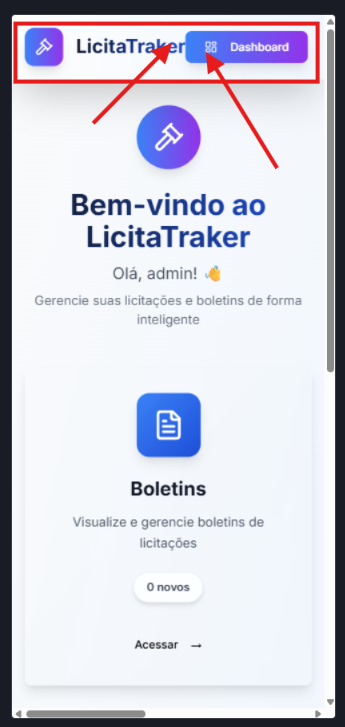 LicitaTraker
Dashboard
Bem-vindo ao
LicitaTraker
Olá, admin! 👋
Gerencie suas licitações e boletins de forma
inteligente
Boletins
Visualize e gerencie boletins de
licitações
0 novos
Acessar →